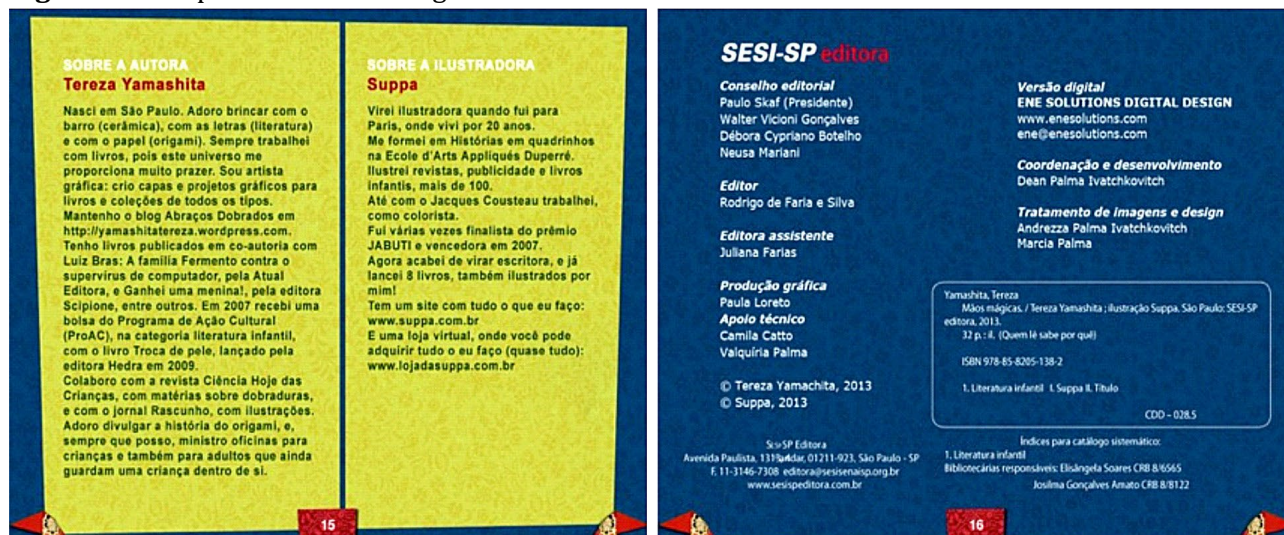 SOBRE A AUTORA
Tereza Yamashita
Nasci em São Paulo. Adoro brincar com o
barro (cerâmica), com as letras (literatura)
e com o papel (origami). Sempre trabalhei
com livros, pois este universo me
proporciona muito prazer. Sou artista
gráfica: crio capas e projetos gráficos para
livros e coleções de todos os tipos.
Mantenho o blog Abraços Dobrados em
http://yamashitatereza.wordpress.com.
Tenho livros publicados em co-autoria com
Luiz Bras: A família Fermento contra o
supervirus de computador, pela Atual
Editora, e Ganhei uma menina!, pela editora
Scipione, entre outros. Em 2007 recebi uma
bolsa do Programa de Ação Cultural
(ProAC), na categoria literatura infantil,
com o livro Troca de pele, lançado pela
editora Hedra em 2009.
Colaboro com a revista Ciência Hoje das
Crianças, com matérias sobre dobraduras,
e com o jornal Rascunho, com ilustrações.
Adoro divulgar a história do origami, e,
sempre que posso, ministro oficinas para
crianças e também para adultos que ainda
guardam uma criança dentro de si.
SOBRE A ILUSTRADORA
Suppa
Virei ilustradora quando fui para
Paris, onde vivi por 20 anos.
Me formei em Histórias em quadrinhos
na Ecole d'Arts Appliqués Duperré.
Ilustrei revistas, publicidade e livros
infantis, mais de 100.
Até com o Jacques Cousteau trabalhei,
como colorista.
Fui várias vezes finalista do prêmio
JABUTI e vencedora em 2007.
Agora acabei de virar escritora, e já
lancei 8 livros, também ilustrados por
mim!
Tem um site com tudo o que eu faço:
www.suppa.com.br
E uma loja virtual, onde você pode
adquirir tudo o eu faço (quase tudo):
www.lojadasuppa.com.br
15
SESI-SP editora
Conselho editorial
Paulo Skaf (Presidente)
Walter Vicioni Gonçalves
Débora Cypriano Botelho
Neusa Mariani
Editor
Rodrigo de Faria e Silva
Editora assistente
Juliana Farias
Produção gráfica
Paula Loreto
Apoio técnico
Camila Catto
Valquíria Palma
© Tereza Yamachita, 2013
© Suppa, 2013
SESI-SP Editora
Avenida Paulista, andar, 01211-923, São Paulo - SP
F. 11-3146-7308 editora@sesisenaisp.org.br
www.sesispeditora.com.br
Versão digital
ENE SOLUTIONS DIGITAL DESIGN
www.enesolutions.com
ene@enesolutions.com
Coordenação e desenvolvimento
Dean Palma Ivatchkovitch
Tratamento de imagens e design
Andrezza Palma Ivatchkovitch
Marcia Palma
Yamashita, Tereza
Mãos mágicas. / Tereza Yamashita ; ilustração Suppa. São Paulo: SESI-SP
editora, 2013.
32 p. : il. (Quem lê sabe por quê)
ISBN 978-85-8205-138-2
1. Literatura infantil I. Suppa II. Título
CDD – 028.5
Índices para catálogo sistemático:
1. Literatura infantil
Bibliotecárias responsáveis: Elisângela Soares CRB 8/6565
Josilma Gonçalves Amato CRB 8/8122
16